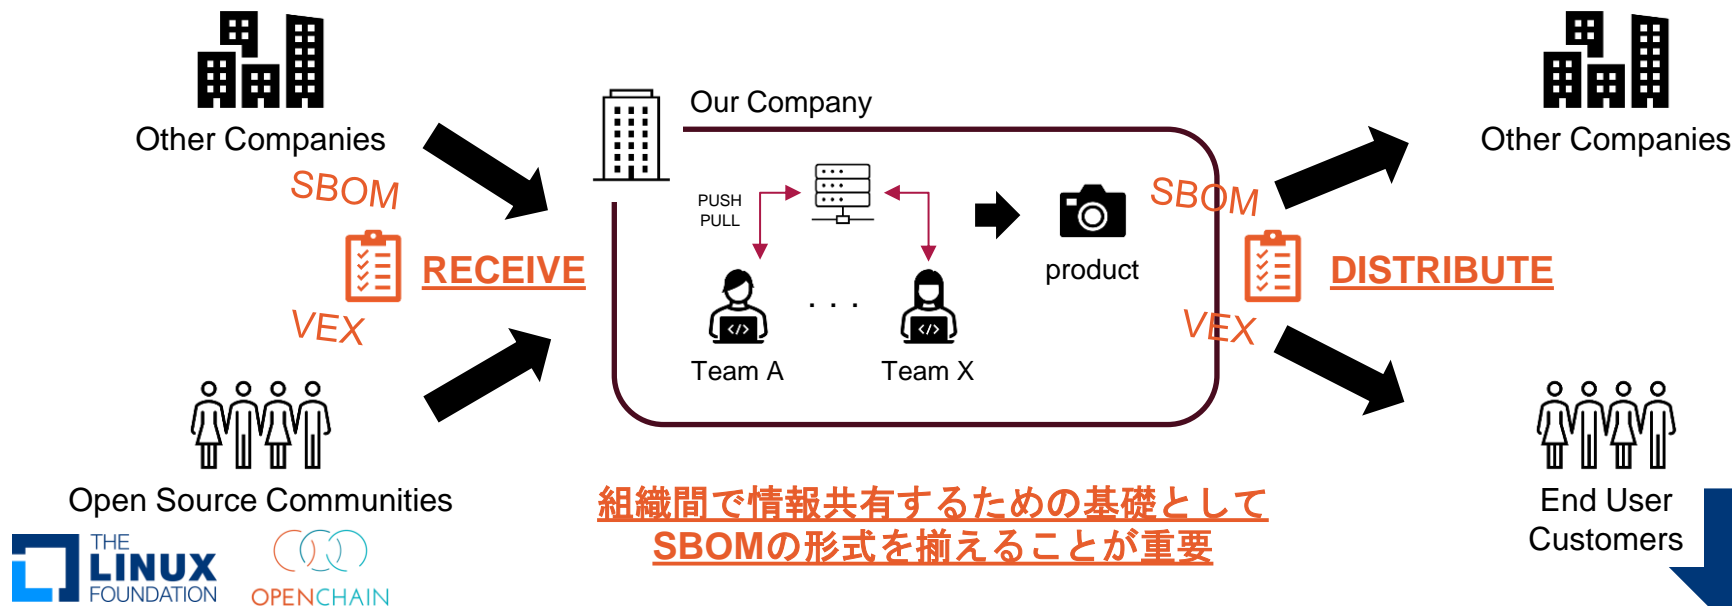 Other Companies
SBOM
RECEIVE
VEX
Open Source Communities
THE
LINUX
FOUNDATION
OPENCHAIN
Our Company
PUSH
PULL
. . .
Team A
Team X
product
組織間で情報共有するための基礎として
SBOMの形式を揃えることが重要
Other Companies
SBOM
DISTRIBUTE
VEX
End User
Customers